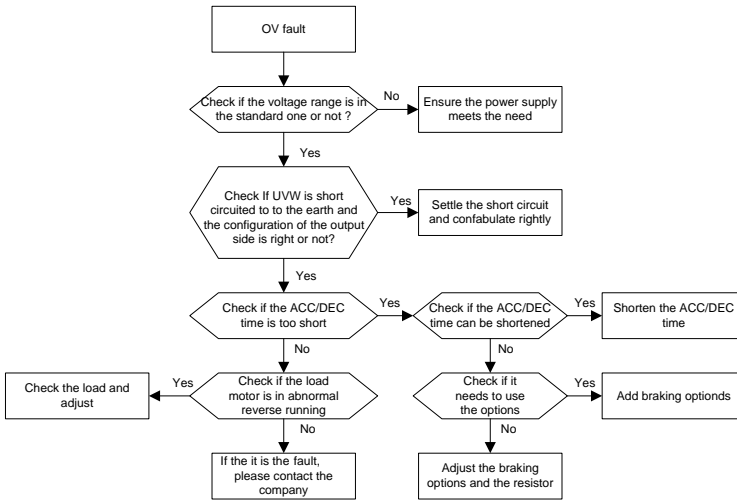 OV fault
Check if the voltage range is in
the standard one or not ?
No
Ensure the power supply
meets the need
Yes
Check If UVW is short
circuited to to the earth and
the configuration of the output
side is right or not?
Yes
Settle the short circuit
and confabulate rightly
Yes
Check if the ACC/DEC
time is too short
Yes
Check if the ACC/DEC
time can be shortened
Yes
Shorten the ACC/DEC
time
No
No
Check the load and
adjust
Yes
Check if the load
motor is in abnormal
reverse running
Check if it
needs to use
the options
Yes
Add braking optionds
No
No
If the it is the fault,
please contact the
company
Adjust the braking
options and the resistor